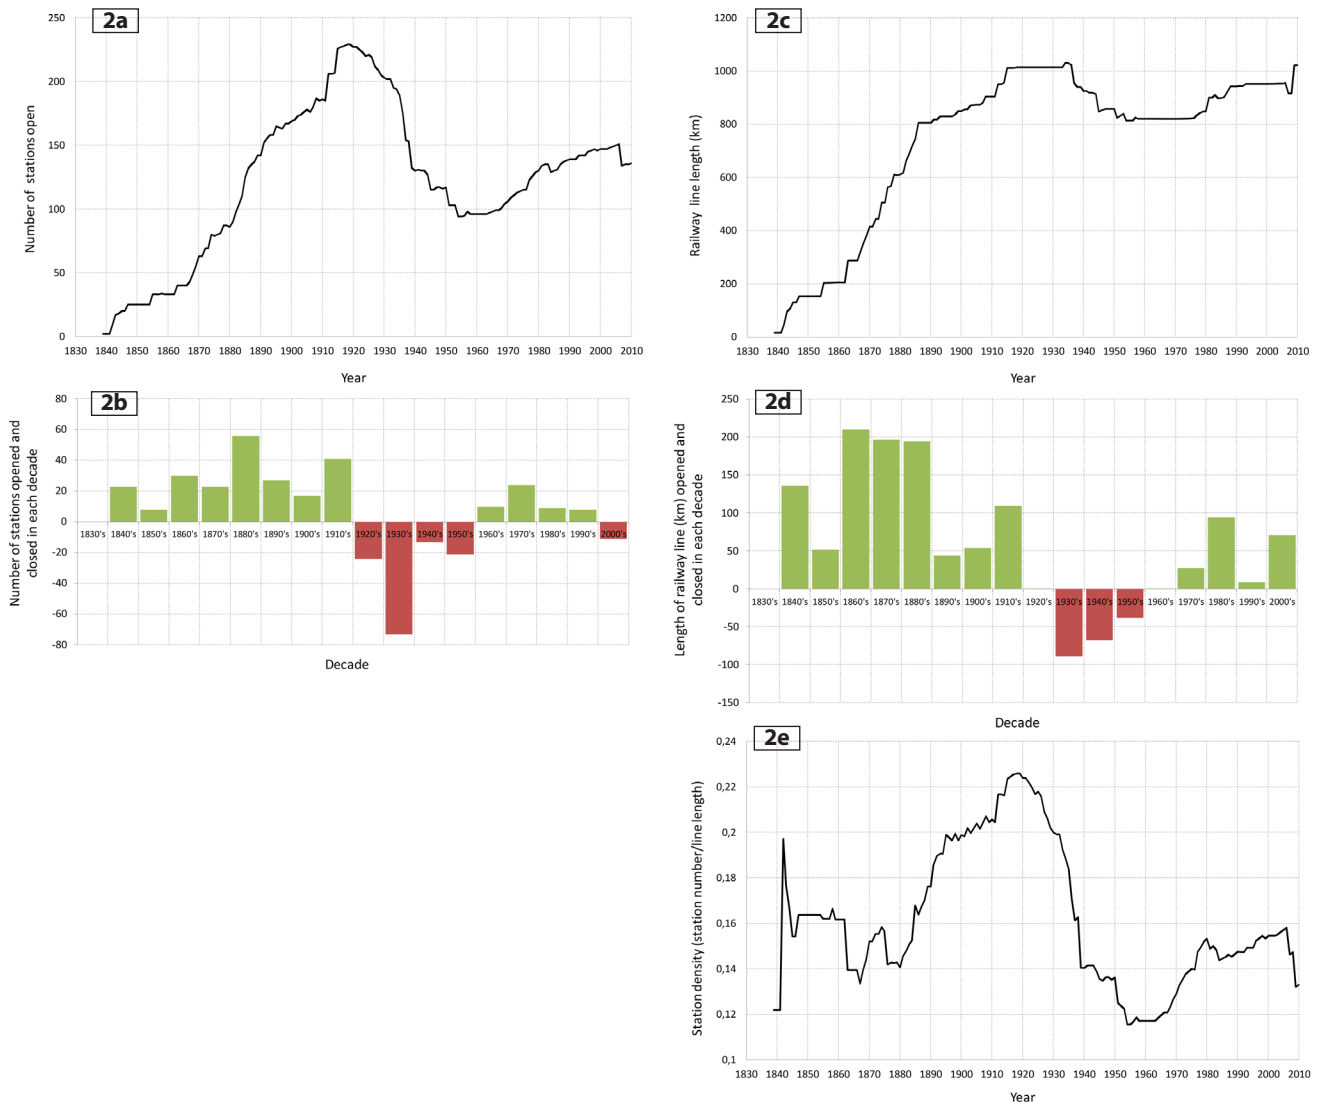 2a
250
200
150
100
50
0
Number of stations open
1830 1840 1850 1860 1870 1880 1890 1900 1910 1920 1930 1940 1950 1960 1970 1980 1990 2000 2010
Year
2b
80
60
40
20
0
-20
-40
-60
-80
Number of stations opened and
closed in each decade
1830's 1840's 1850's 1860's 1870's 1880's 1890's 1900's 1910's 1920's 1930's 1940's 1950's 1960's 1970's 1980's 1990's 2000's
Decade
2c
1200
1000
800
600
400
200
0
Railway line length (km)
1830 1840 1850 1860 1870 1880 1890 1900 1910 1920 1930 1940 1950 1960 1970 1980 1990 2000 2010
Year
2d
250
200
150
100
50
0
-50
-100
-150
Length of railway line (km) opened and
closed in each decade
1830's 1840's 1850's 1860's 1870's 1880's 1890's 1900's 1910's 1920's 1930's 1940's 1950's 1960's 1970's 1980's 1990's 2000's
Decade
2e
0,24
0,22
0,2
0,18
0,16
0,14
0,12
0,1
Station density (station number/line length)
1830 1840 1850 1860 1870 1880 1890 1900 1910 1920 1930 1940 1950 1960 1970 1980 1990 2000 2010
Year